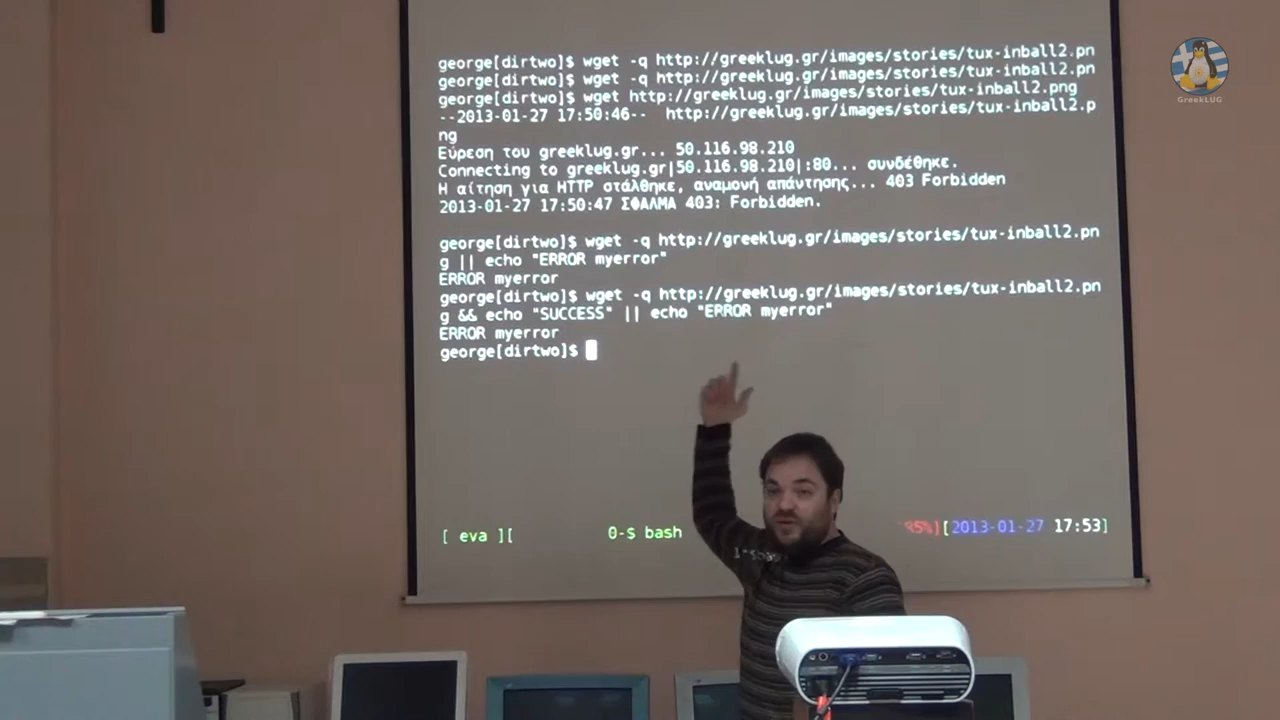 george[dirtwo]$ wget -q http://greeklug.gr/images/stories/tux-inball2.pn
george[dirtwo]$ wget -q http://greeklug.gr/images/stories/tux-inball2.pn
george[dirtwo]$ wget http://greeklug.gr/images/stories/tux-inball2.png
--2013-01-27 17:50:46-- http://greeklug.gr/images/stories/tux-inball2.p
ng
Εύρεση του greeklug.gr... 50.116.98.210
Connecting to greeklug.gr|50.116.98.210|:80... συνδέθηκε.
Η αίτηση για HTTP στάλθηκε, αναμονή απάντησης... 403 Forbidden
2013-01-27 17:50:47 ΣΦΑΛΜΑ 403: Forbidden.
george[dirtwo]$ wget -q http://greeklug.gr/images/stories/tux-inball2.pn
g || echo "ERROR myerror"
ERROR myerror
george[dirtwo]$ wget -q http://greeklug.gr/images/stories/tux-inball2.pn
g && echo "SUCCESS" || echo "ERROR myerror"
ERROR myerror
george[dirtwo]$
[ eva ][ 0-$ bash 85%][2013-01-27 17:53]
GreekLUG